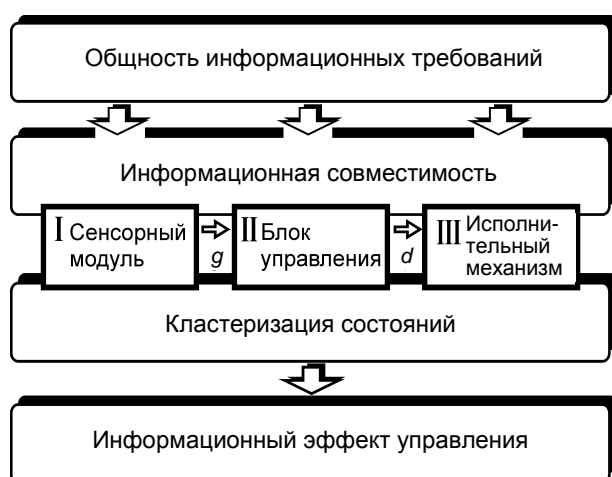 Общность информационных требований
Информационная совместимость
I Сенсорный
модуль
g
II Блок
управления
d
III Исполни-
тельный
механизм
Кластеризация состояний
Информационный эффект управления